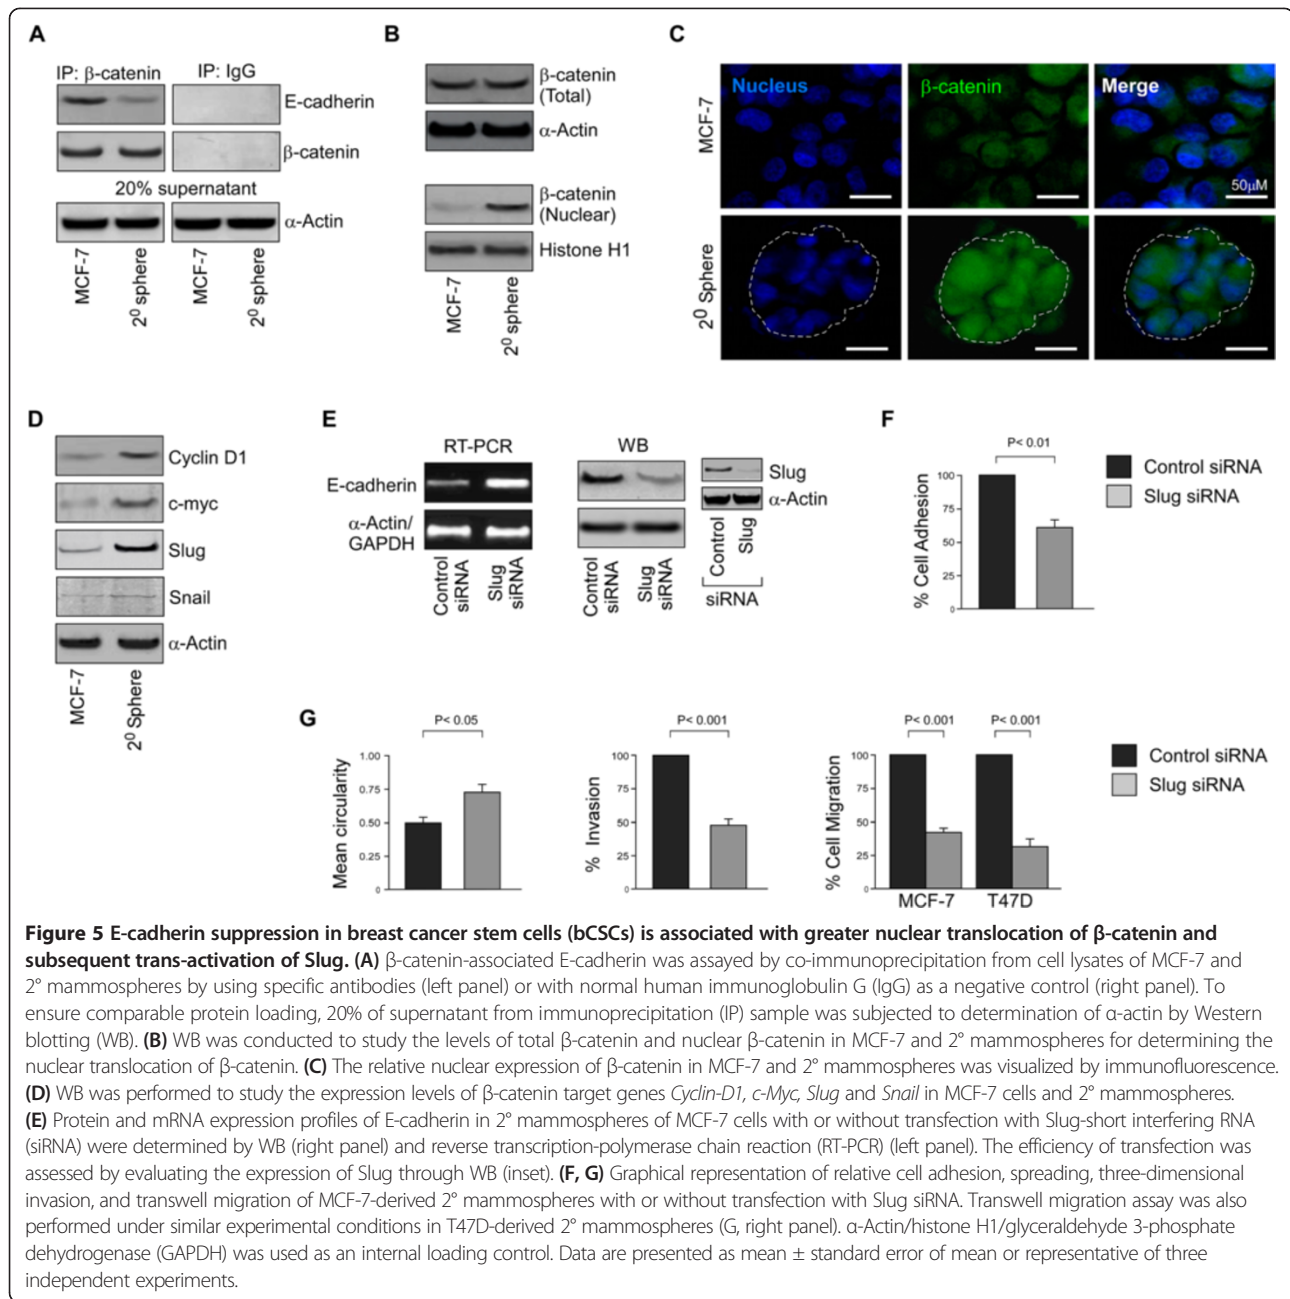 A
IP: β-catenin
IP: IgG
E-cadherin
β-catenin
20% supernatant
α-Actin
MCF-7
2⁰ sphere
MCF-7
2⁰ sphere
B
β-catenin
(Total)
α-Actin
β-catenin
(Nuclear)
Histone H1
MCF-7
2⁰ sphere
C
Nucleus
β-catenin
Merge
MCF-7
50µM
2⁰ Sphere
D
Cyclin D1
c-myc
Slug
Snail
α-Actin
MCF-7
2⁰ Sphere
E
RT-PCR
WB
E-cadherin
α-Actin/
GAPDH
Control
siRNA
Slug
siRNA
Control
siRNA
Slug
siRNA
Slug
α-Actin
Control
Slug
siRNA
F
P< 0.01
% Cell Adhesion
100
75
50
25
0
Control siRNA
Slug siRNA
G
P< 0.05
Mean circularity
1.00
0.75
0.50
0.25
0
P< 0.001
% Invasion
100
75
50
25
0
P< 0.001
P< 0.001
% Cell Migration
100
75
50
25
0
MCF-7
T47D
Control siRNA
Slug siRNA
Figure 5 E-cadherin suppression in breast cancer stem cells (bCSCs) is associated with greater nuclear translocation of β-catenin and
subsequent trans-activation of Slug. (A) β-catenin-associated E-cadherin was assayed by co-immunoprecipitation from cell lysates of MCF-7 and
2° mammospheres by using specific antibodies (left panel) or with normal human immunoglobulin G (IgG) as a negative control (right panel). To
ensure comparable protein loading, 20% of supernatant from immunoprecipitation (IP) sample was subjected to determination of α-actin by Western
blotting (WB). (B) WB was conducted to study the levels of total β-catenin and nuclear β-catenin in MCF-7 and 2° mammospheres for determining the
nuclear translocation of β-catenin. (C) The relative nuclear expression of β-catenin in MCF-7 and 2° mammospheres was visualized by immunofluorescence.
(D) WB was performed to study the expression levels of β-catenin target genes Cyclin-D1, c-Myc, Slug and Snail in MCF-7 cells and 2° mammospheres.
(E) Protein and mRNA expression profiles of E-cadherin in 2° mammospheres of MCF-7 cells with or without transfection with Slug-short interfering RNA
(siRNA) were determined by WB (right panel) and reverse transcription-polymerase chain reaction (RT-PCR) (left panel). The efficiency of transfection was
assessed by evaluating the expression of Slug through WB (inset). (F, G) Graphical representation of relative cell adhesion, spreading, three-dimensional
invasion, and transwell migration of MCF-7-derived 2° mammospheres with or without transfection with Slug siRNA. Transwell migration assay was also
performed under similar experimental conditions in T47D-derived 2° mammospheres (G, right panel). α-Actin/histone H1/glyceraldehyde 3-phosphate
dehydrogenase (GAPDH) was used as an internal loading control. Data are presented as mean ± standard error of mean or representative of three
independent experiments.